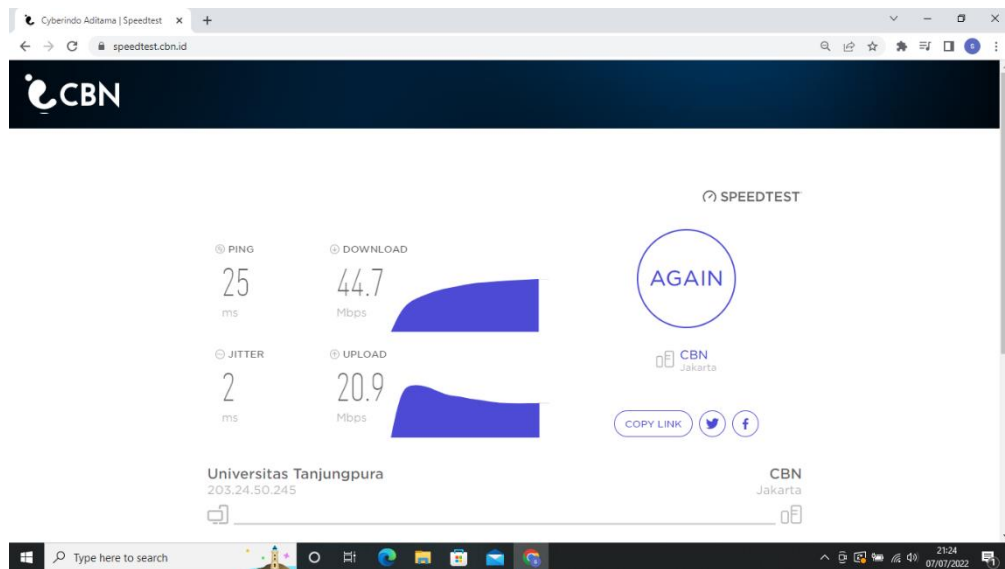 Cyberindo Aditama | Speedtest
speedtest.cbn.id
CBN
SPEEDTEST
PING
25
ms
DOWNLOAD
44.7
Mbps
AGAIN
JITTER
2
ms
UPLOAD
20.9
Mbps
CBN
Jakarta
COPY LINK
Universitas Tanjungpura
203.24.50.245
CBN
Jakarta
Type here to search
21:24
07/07/2022